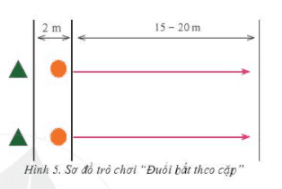 2 m
15 – 20 m
Hình 5. Sơ đồ trò chơi “Đuổi bắt theo cặp”